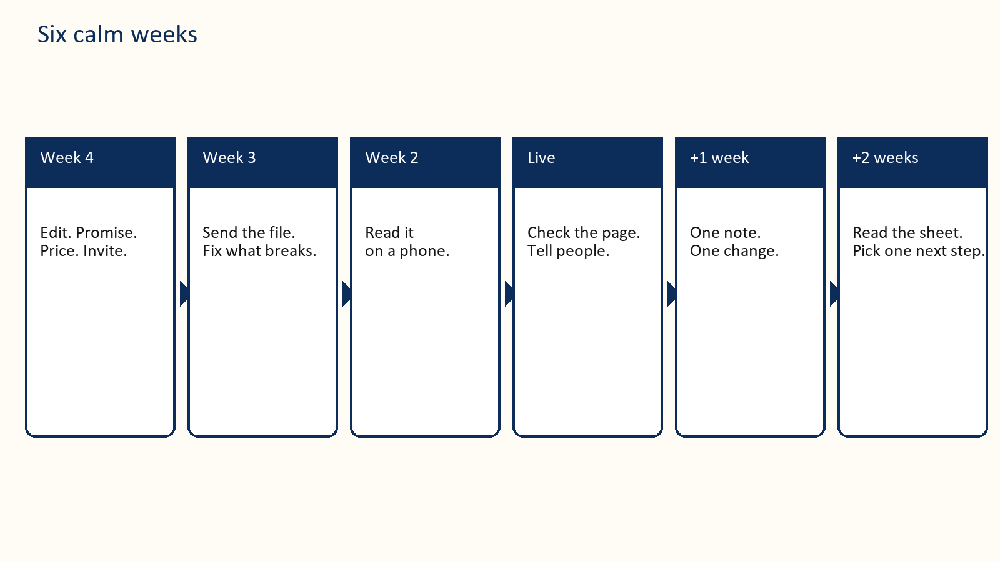 Six calm weeks
Week 4
Edit. Promise.
Price. Invite.
Week 3
Send the file.
Fix what breaks.
Week 2
Read it
on a phone.
Live
Check the page.
Tell people.
+1 week
One note.
One change.
+2 weeks
Read the sheet.
Pick one next step.